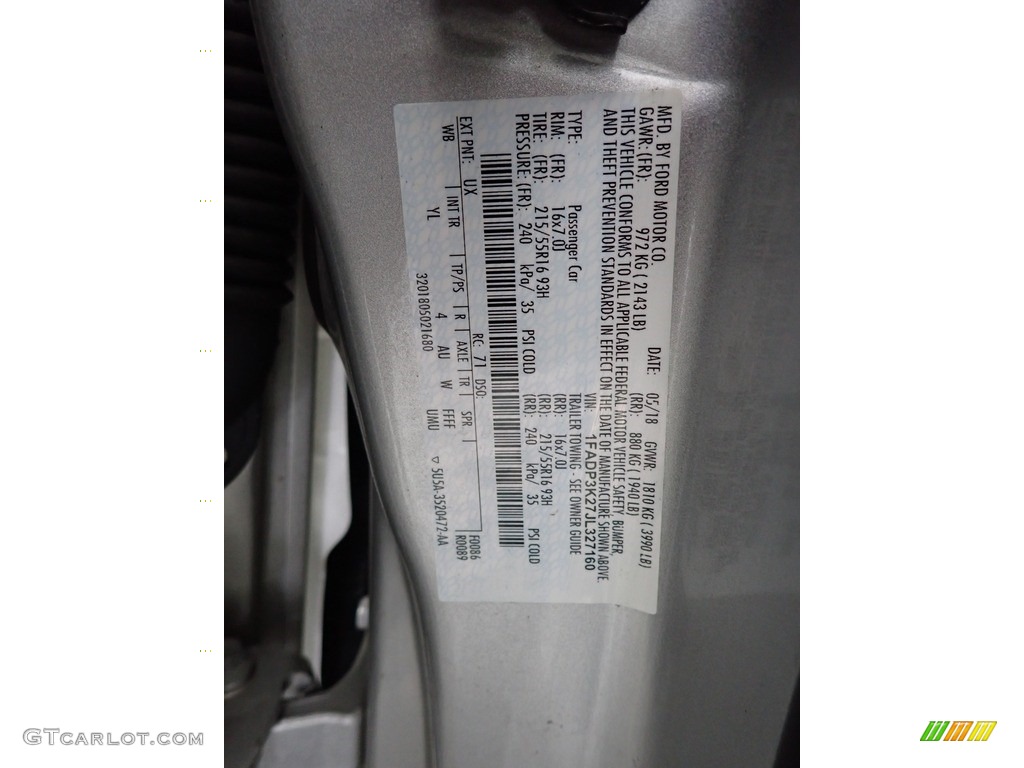 MFD. BY FORD MOTOR CO.
DATE: 05/18 GVWR: 1810 KG ( 3990 LB)
GAWR: (FR): 972 KG ( 2143 LB) (RR): 880 KG ( 1940 LB)
THIS VEHICLE CONFORMS TO ALL APPLICABLE FEDERAL MOTOR VEHICLE SAFETY, BUMPER,
AND THEFT PREVENTION STANDARDS IN EFFECT ON THE DATE OF MANUFACTURE SHOWN ABOVE.
VIN: 1FADP3K27JL327160
TYPE: Passenger Car TRAILER TOWING - SEE OWNER GUIDE
RIM: (FR): 16x7.0J (RR): 16x7.0J
TIRE: (FR): 215/55R16 93H (RR): 215/55R16 93H
PRESSURE: (FR): 240 kPa/ 35 PSI COLD (RR): 240 kPa/ 35 PSI COLD
EXT PNT: UX RC: 71 DSO: F0086
WB INT TR TP/PS R AXLE TR SPR R0089
YL 4 AU W FFFF
UMU
3201805021680 ▽ 5U5A-3520472-AA
GTCARLOT.COM